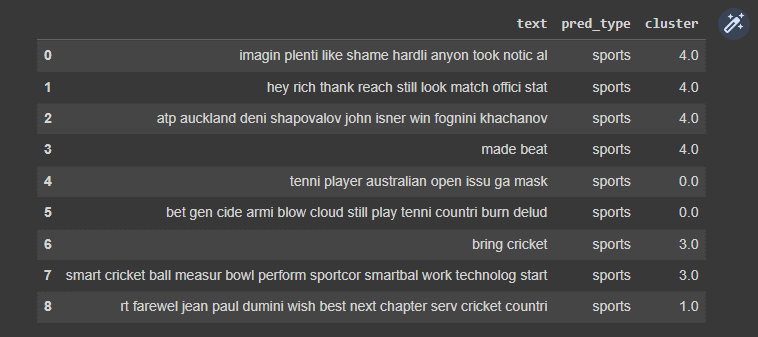 text pred_type cluster
0 imagin plenti like shame hardli anyon took notic al sports 4.0
1 hey rich thank reach still look match offici stat sports 4.0
2 atp auckland deni shapovalov john isner win fognini khachanov sports 4.0
3 made beat sports 4.0
4 tenni player australian open issu ga mask sports 0.0
5 bet gen cide armi blow cloud still play tenni countri burn delud sports 0.0
6 bring cricket sports 3.0
7 smart cricket ball measur bowl perform sportcor smartbal work technolog start sports 3.0
8 rt farewel jean paul dumini wish best next chapter serv cricket countri sports 1.0